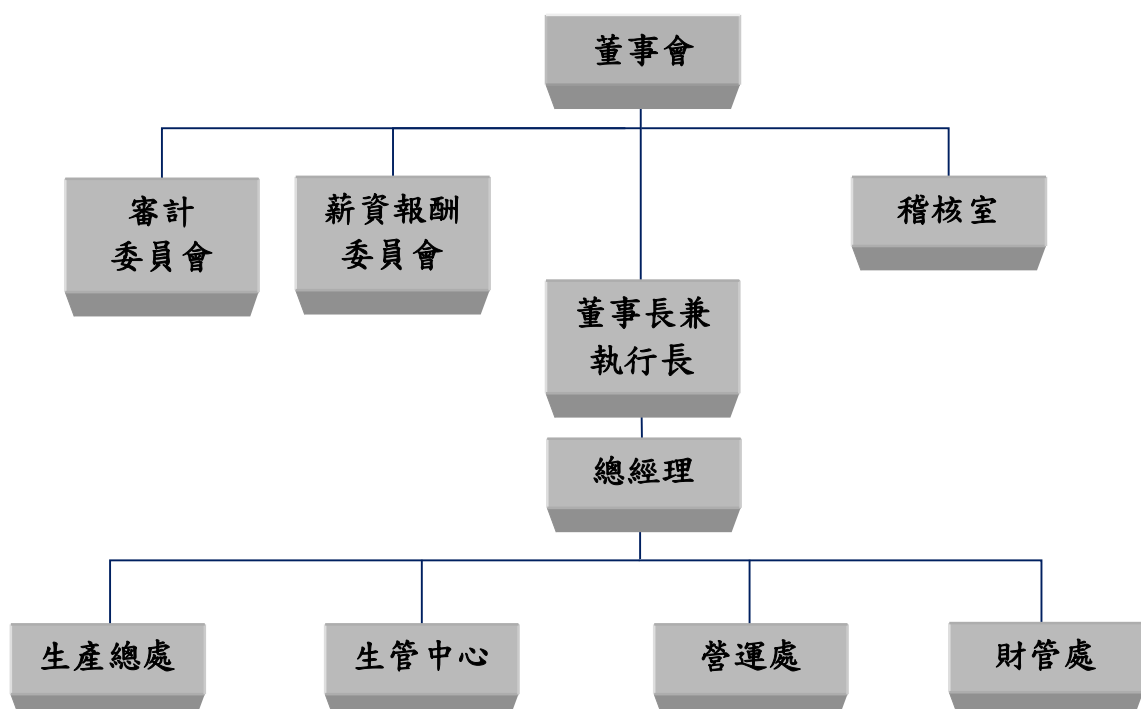 董事會
審計
委員會
薪資報酬
委員會
稽核室
董事長兼
執行長
總經理
生產總處
生管中心
營運處
財管處